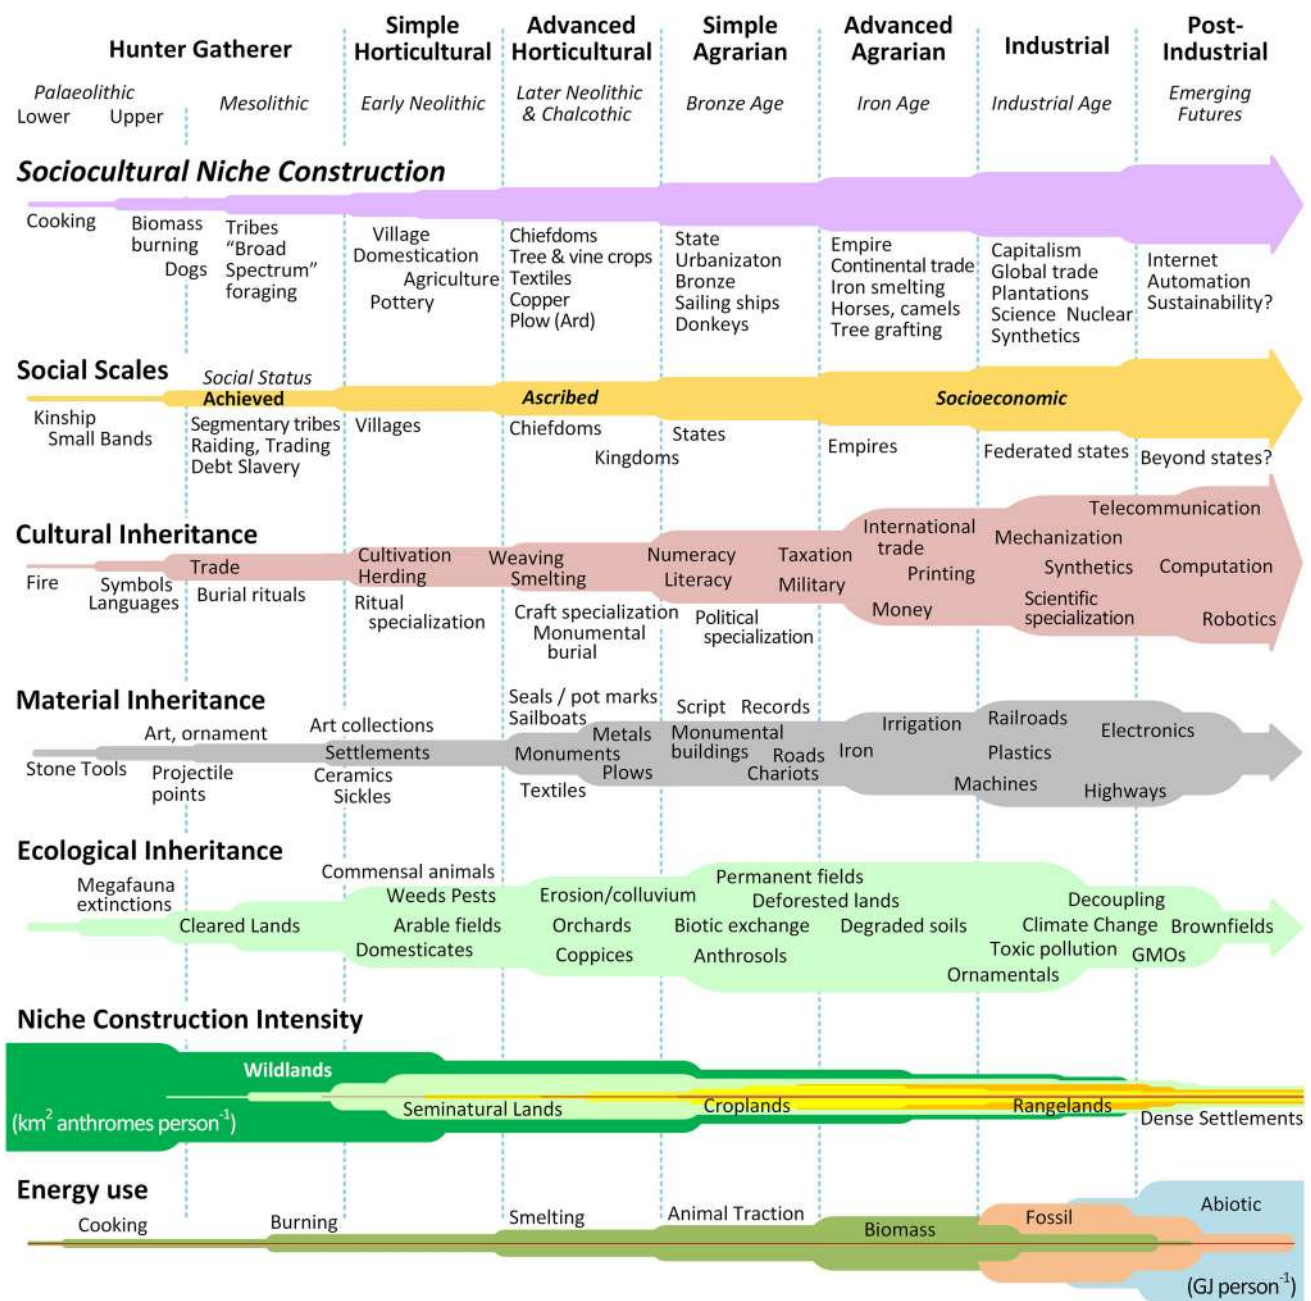 Hunter Gatherer
Simple
Horticultural
Advanced
Horticultural
Simple
Agrarian
Advanced
Agrarian
Industrial
Post-
Industrial
Palaeolithic
Lower Upper
Mesolithic
Early Neolithic
Later Neolithic
& Chalcothic
Bronze Age
Iron Age
Industrial Age
Emerging
Futures
Sociocultural Niche Construction
Cooking
Biomass
burning
Dogs
Tribes
“Broad
Spectrum”
foraging
Village
Domestication
Agriculture
Pottery
Chiefdoms
Tree & vine crops
Textiles
Copper
Plow (Ard)
State
Urbanizaton
Bronze
Sailing ships
Donkeys
Empire
Continental trade
Iron smelting
Horses, camels
Tree grafting
Capitalism
Global trade
Plantations
Science Nuclear
Synthetics
Internet
Automation
Sustainability?
Social Scales
Social Status
Achieved
Ascribed
Socioeconomic
Kinship
Small Bands
Segmentary tribes
Raiding, Trading
Debt Slavery
Villages
Chiefdoms
Kingdoms
States
Empires
Federated states
Beyond states?
Cultural Inheritance
Fire
Symbols
Languages
Trade
Burial rituals
Cultivation
Herding
Ritual
specialization
Weaving
Smelting
Craft specialization
Monumental
burial
Numeracy
Literacy
Political
specialization
Taxation
Military
International
trade
Printing
Money
Mechanization
Synthetics
Scientific
specialization
Telecommunication
Computation
Robotics
Material Inheritance
Stone Tools
Art, ornament
Projectile
points
Art collections
Settlements
Ceramics
Sickles
Seals / pot marks
Sailboats
Metals
Monuments
Plows
Textiles
Script Records
Monumental
buildings
Roads
Chariots
Iron
Irrigation
Railroads
Plastics
Machines
Electronics
Highways
Ecological Inheritance
Megafauna
extinctions
Cleared Lands
Commensal animals
Weeds Pests
Arable fields
Domesticates
Erosion/colluvium
Orchards
Coppices
Permanent fields
Deforested lands
Biotic exchange
Anthrosols
Degraded soils
Decoupling
Climate Change
Toxic pollution
Ornamentals
Brownfields
GMOs
Niche Construction Intensity
Wildlands
(km² anthromes person⁻¹)
Seminatural Lands
Croplands
Rangelands
Dense Settlements
Energy use
Cooking
Burning
Smelting
Animal Traction
Biomass
Fossil
Abiotic
(GJ person⁻¹)